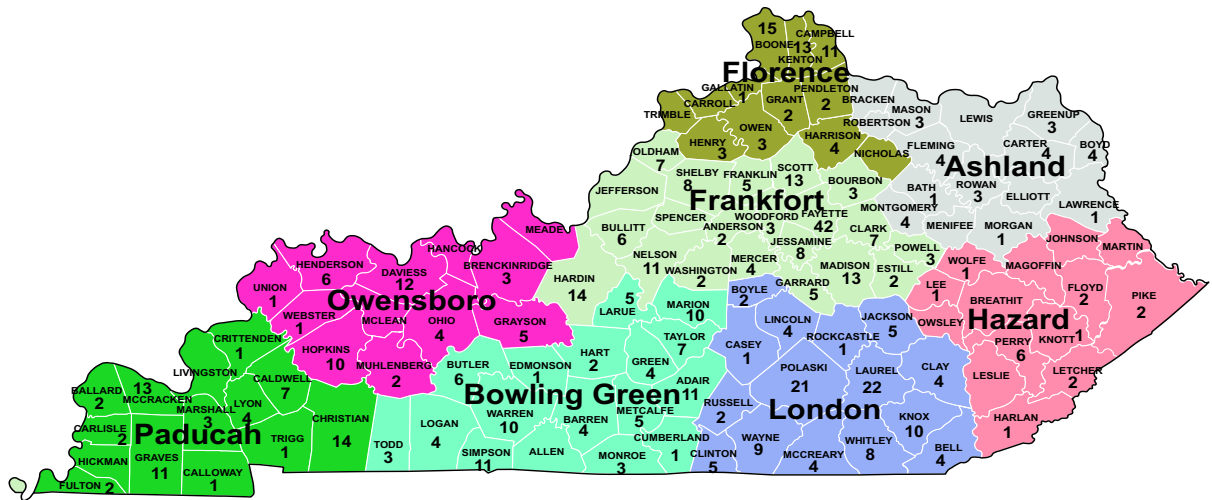 15
BOONE
13
KENTON
CAMPBELL
11
Florence
GALLATIN
1
CARROLL
TRIMBLE
GRANT
2
PENDLETON
2
OWEN
3
HENRY
3
HARRISON
4
NICHOLAS
BRACKEN
MASON
3
ROBERTSON
LEWIS
GREENUP
3
FLEMING
4
CARTER
4
BOYD
4
Ashland
BATH
1
ROWAN
3
ELLIOTT
LAWRENCE
1
MONTGOMERY
4
MENIFEE
MORGAN
1
OLDHAM
7
SHELBY
8
FRANKLIN
5
SCOTT
13
BOURBON
3
JEFFERSON
Frankfort
SPENCER
BULLITT
6
ANDERSON
2
WOODFORD
3
FAYETTE
42
CLARK
7
JESSAMINE
8
POWELL
3
NELSON
11
WASHINGTON
2
MERCER
4
MADISON
13
ESTILL
2
GARRARD
5
HARDIN
14
MEADE
HANCOCK
BRENCKINRIDGE
3
HENDERSON
6
DAVIESS
12
UNION
1
Owensboro
WEBSTER
1
MCLEAN
OHIO
4
GRAYSON
5
HOPKINS
10
MUHLENBERG
2
JOHNSON
MARTIN
WOLFE
1
MAGOFFIN
LEE
1
BREATHIT
FLOYD
2
PIKE
2
OWSLEY
Hazard
PERRY
6
KNOTT
1
LESLIE
LETCHER
2
HARLAN
1
CRITTENDEN
1
LIVINGSTON
BALLARD
2
13
MCCRACKEN
MARSHALL
3
LYON
4
CALDWELL
7
CARLISLE
2
Paducah
CHRISTIAN
14
TRIGG
1
HICKMAN
GRAVES
11
CALLOWAY
1
FULTON 2
5
LARUE
MARION
10
TAYLOR
7
BUTLER
6
EDMONSON
1
HART
2
GREEN
4
ADAIR
11
Bowling Green
WARREN
10
BARREN
4
METCALFE
5
LOGAN
4
TODD
3
SIMPSON
11
ALLEN
MONROE
3
CUMBERLAND
1
BOYLE
2
LINCOLN
4
ROCKCASTLE
1
JACKSON
5
CASEY
1
POLASKI
21
LAUREL
22
CLAY
4
RUSSELL
2
London
KNOX
10
WAYNE
9
WHITLEY
8
CLINTON
5
MCCREARY
4
BELL
4